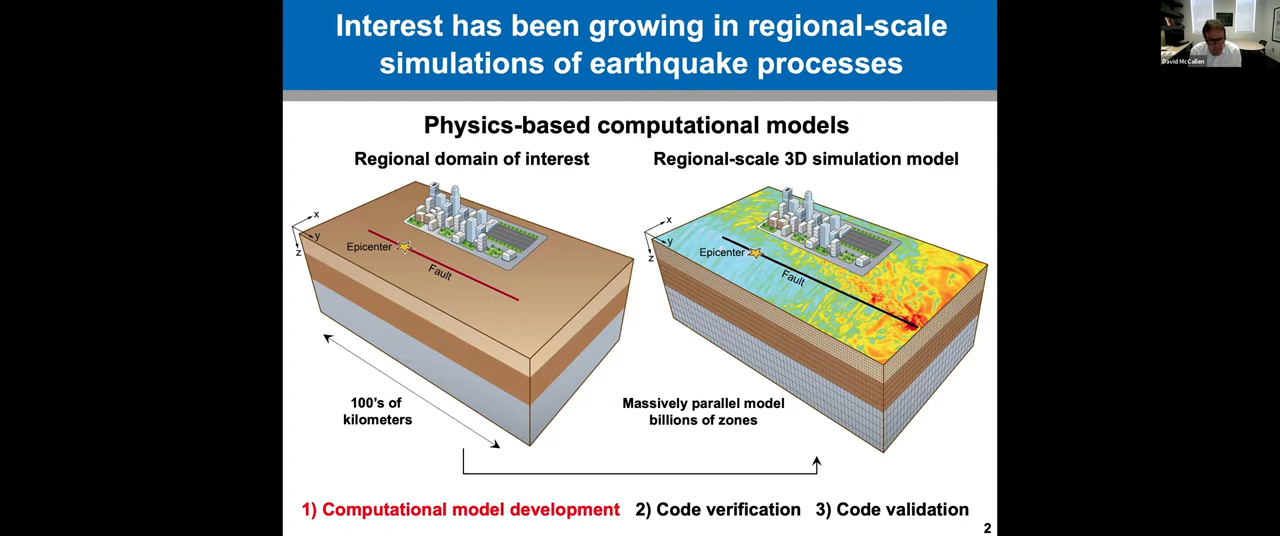 Interest has been growing in regional-scale
simulations of earthquake processes
David McCallen
Physics-based computational models
Regional domain of interest
Regional-scale 3D simulation model
x
y
z
Epicenter
Fault
x
y
z
Epicenter
Fault
100's of
kilometers
Massively parallel model
billions of zones
1) Computational model development 2) Code verification 3) Code validation
2